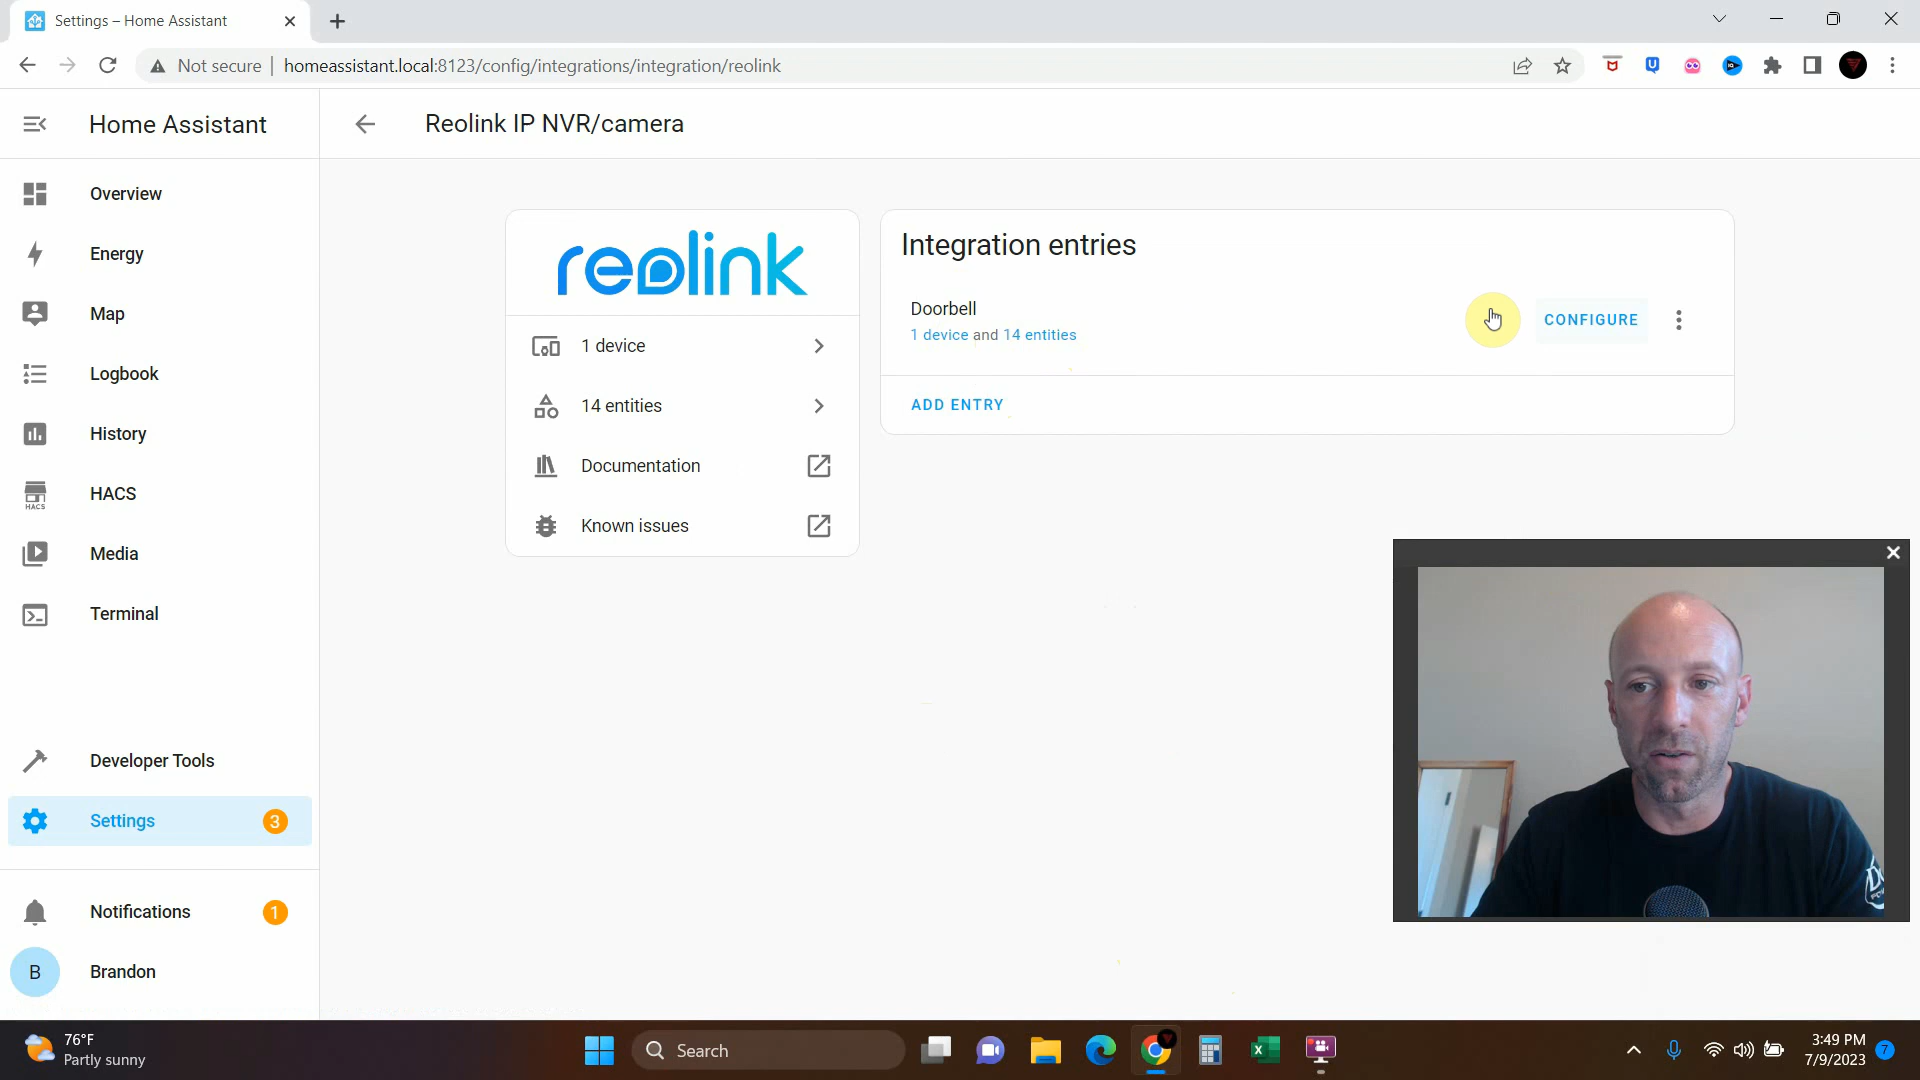 Settings – Home Assistant
Not secure
homeassistant.local:8123/config/integrations/integration/reolink
Home Assistant
Reolink IP NVR/camera
Overview
Energy
Map
Logbook
History
HACS
HACS
Media
Terminal
Developer Tools
Settings
3
Notifications
1
B
Brandon
reolink
1 device
14 entities
Documentation
Known issues
Integration entries
Doorbell
1 device and 14 entities
CONFIGURE
ADD ENTRY
76°F
Partly sunny
Search
3:49 PM
7/9/2023
7